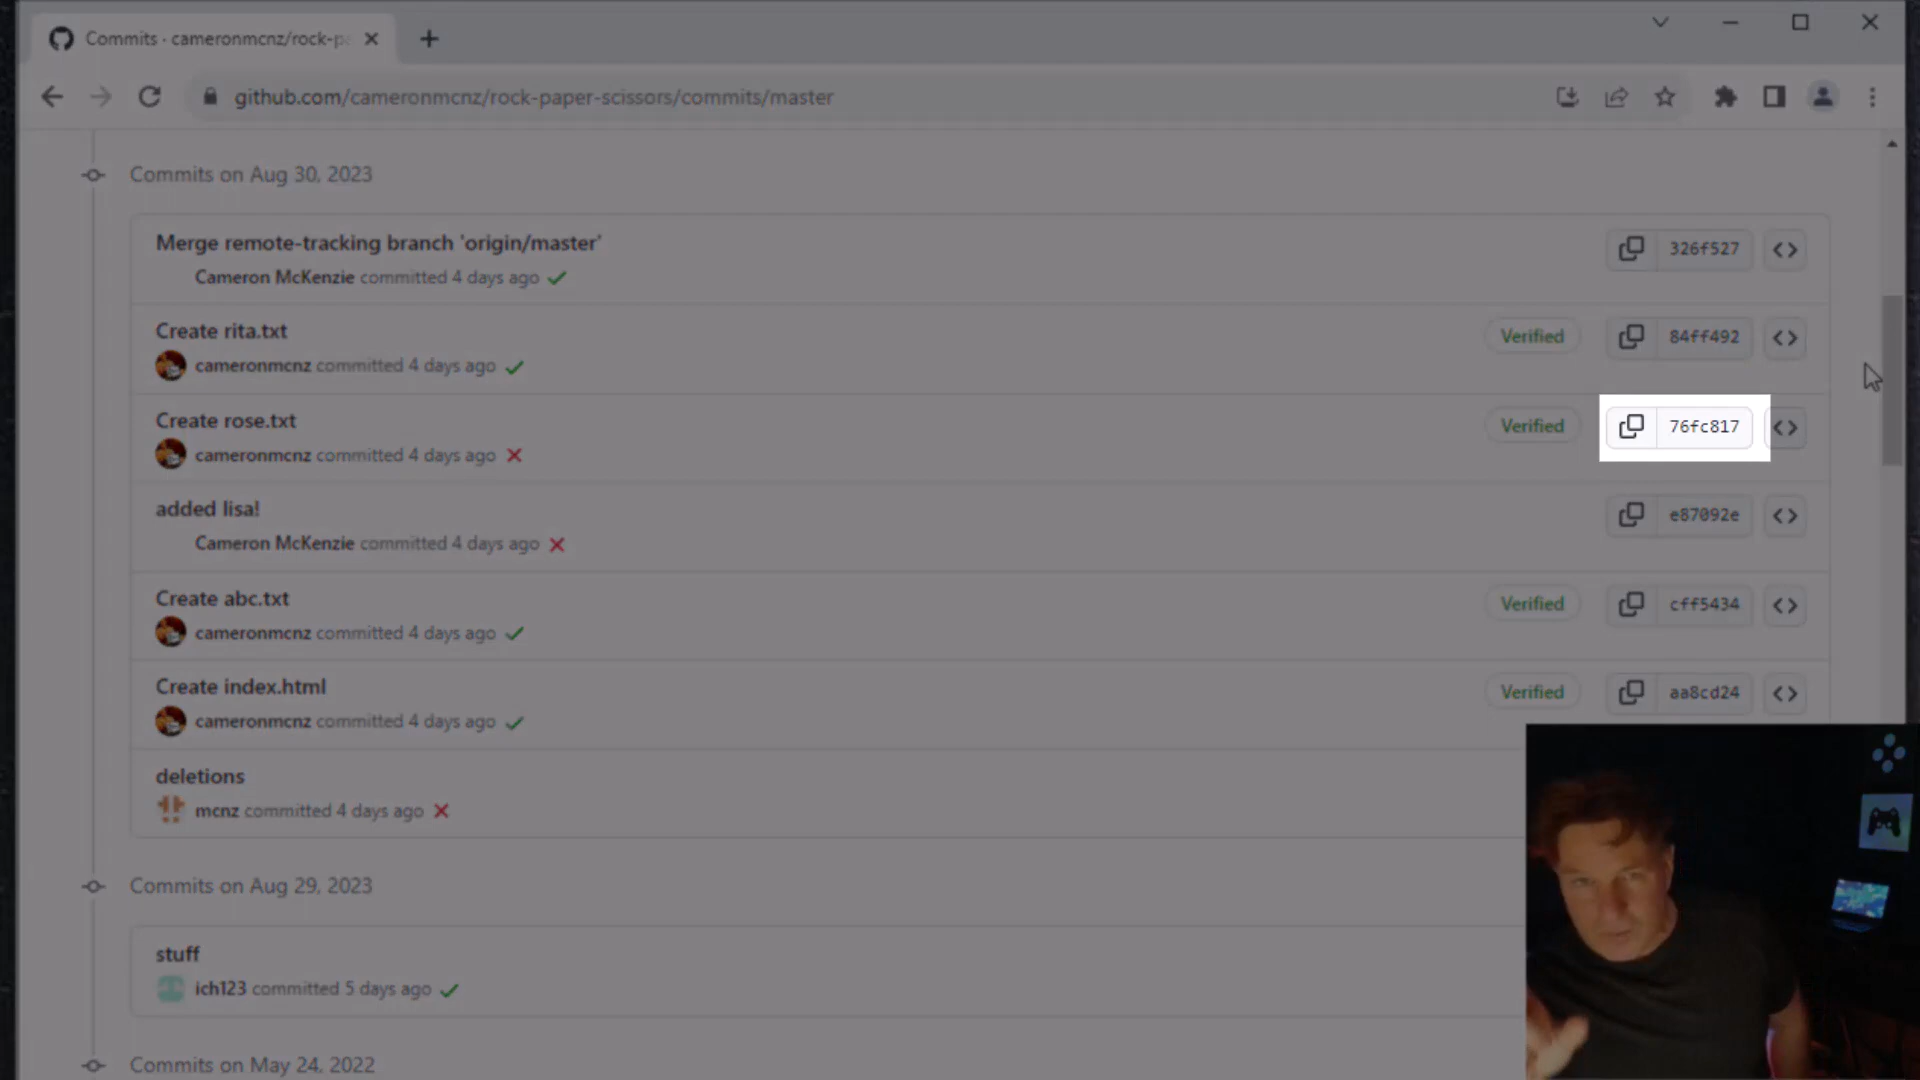 Commits · cameronmcnz/rock-pa
github.com/cameronmcnz/rock-paper-scissors/commits/master
Commits on Aug 30, 2023
Merge remote-tracking branch 'origin/master'
326f527
Cameron McKenzie committed 4 days ago
Create rita.txt
Verified
84ff492
cameronmcnz committed 4 days ago
Create rose.txt
Verified
76fc817
cameronmcnz committed 4 days ago
added lisa!
e87092e
Cameron McKenzie committed 4 days ago
Create abc.txt
Verified
cff5434
cameronmcnz committed 4 days ago
Create index.html
Verified
aa8cd24
cameronmcnz committed 4 days ago
deletions
mcnz committed 4 days ago
Commits on Aug 29, 2023
stuff
ich123 committed 5 days ago
Commits on May 24, 2022